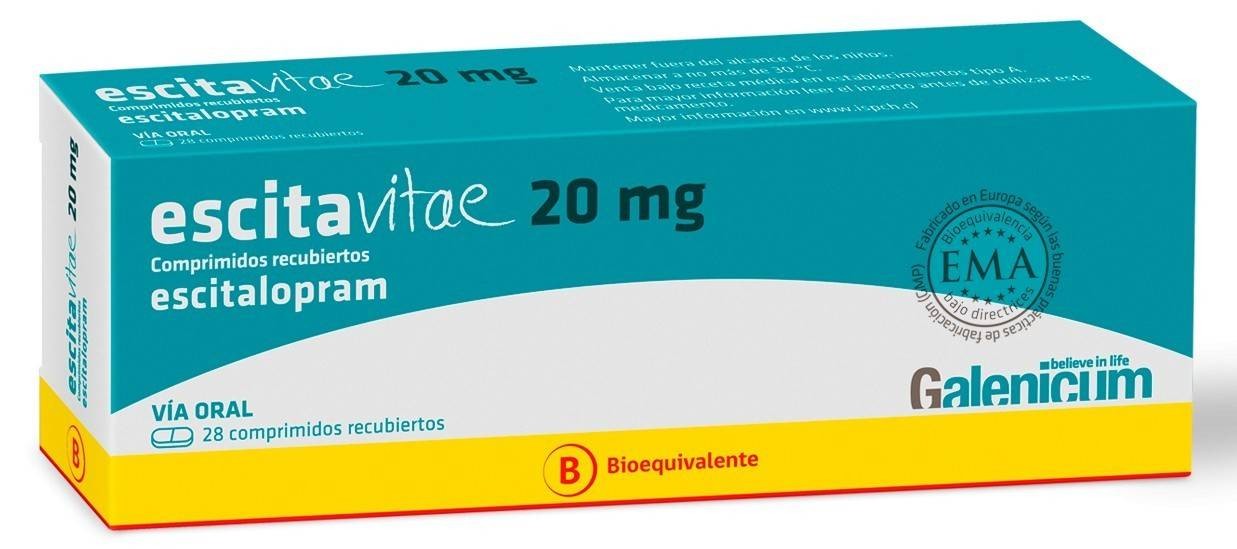 escitavitae 20 mg
Comprimidos recubiertos
escitalopram
VÍA ORAL
28 comprimidos recubiertos
Mantener fuera del alcance de los niños.
Almacenar a no más de 30 °C.
Venta bajo receta médica en establecimientos tipo A.
Para mayor información leer el inserto antes de utilizar este
medicamento.
Mayor información en www.ispch.cl
escitavitae 20 mg
escitalopram
B
escitavitae 20 mg
Comprimidos recubiertos
escitalopram
Fabricado en Europa según las buenas prácticas de fabricación (GMP)
Bioequivalencia
EMA
bajo directrices
believe in life
Galenicum
VÍA ORAL
28 comprimidos recubiertos
B Bioequivalente